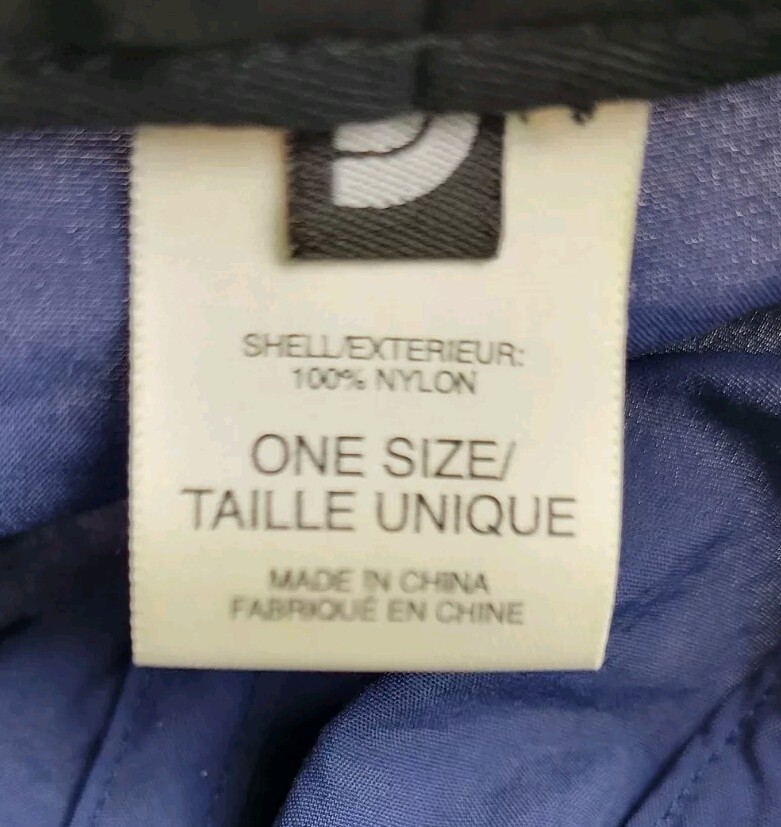 SHELL/EXTERIEUR:
100% NYLON
ONE SIZE/
TAILLE UNIQUE
MADE IN CHINA
FABRIQUÉ EN CHINE